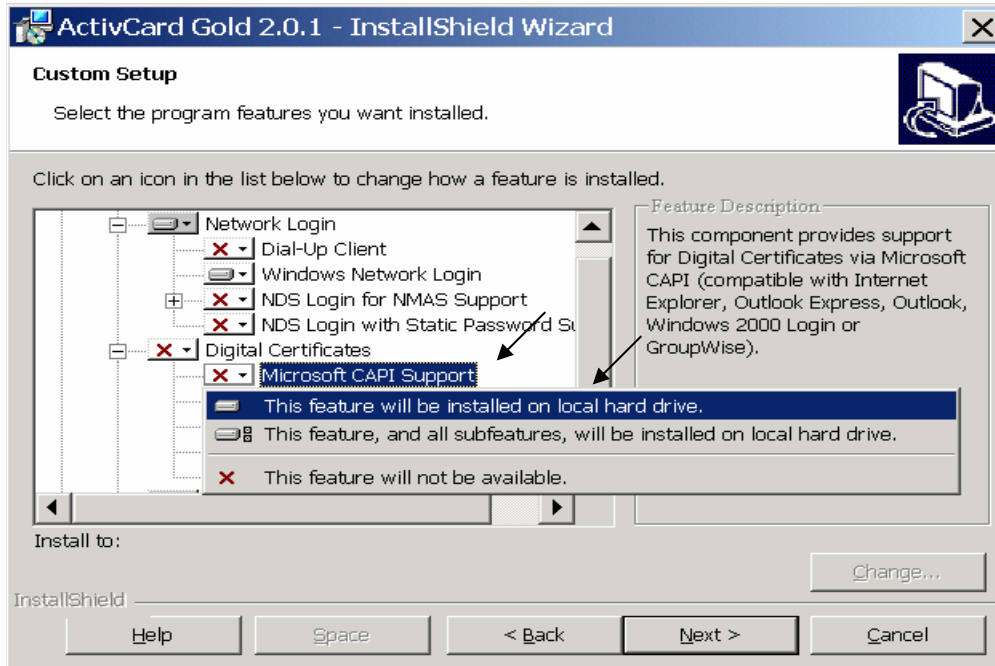 ActivCard Gold 2.0.1 - InstallShield Wizard
Custom Setup
Select the program features you want installed.
Click on an icon in the list below to change how a feature is installed.
Network Login
Dial-Up Client
Windows Network Login
NDS Login for NMAS Support
NDS Login with Static Password Su
Digital Certificates
Microsoft CAPI Support
This feature will be installed on local hard drive.
This feature, and all subfeatures, will be installed on local hard drive.
This feature will not be available.
Feature Description
This component provides support
for Digital Certificates via Microsoft
CAPI (compatible with Internet
Explorer, Outlook Express, Outlook,
Windows 2000 Login or
GroupWise).
Install to:
Change...
InstallShield
Help
Space
< Back
Next >
Cancel